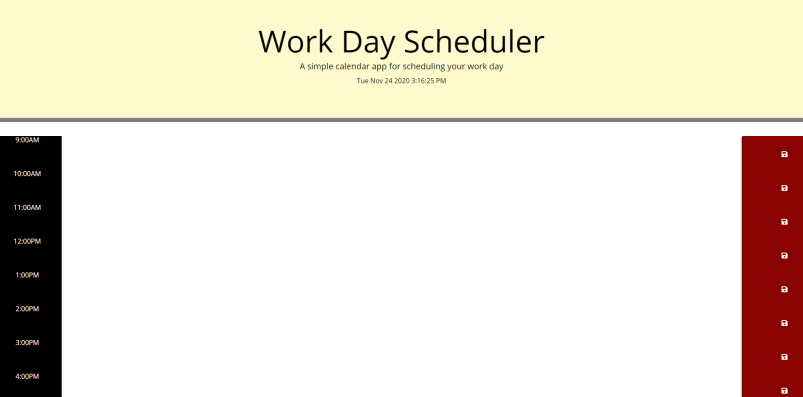 Work Day Scheduler
A simple calendar app for scheduling your work day
Tue Nov 24 2020 3:16:25 PM
9:00AM
10:00AM
11:00AM
12:00PM
1:00PM
2:00PM
3:00PM
4:00PM